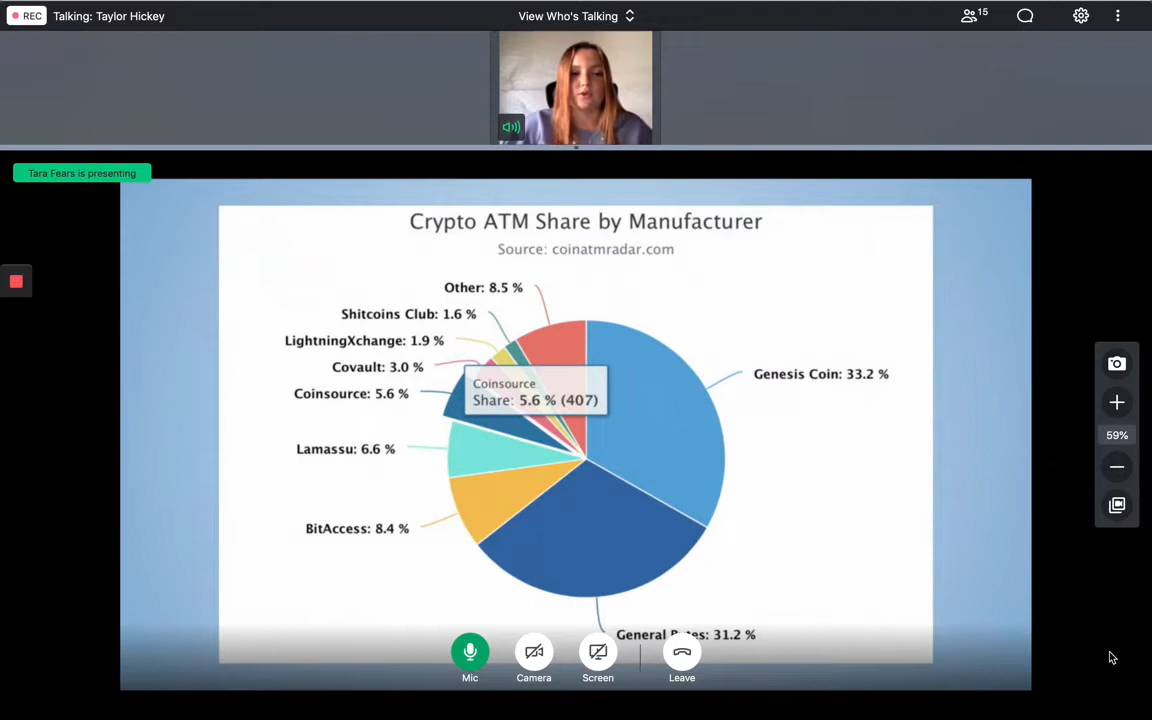 REC Talking: Taylor Hickey View Who's Talking 15
Tara Fears is presenting
Crypto ATM Share by Manufacturer
Source: coinatmradar.com
Other: 8.5 %
Shitcoins Club: 1.6 %
LightningXchange: 1.9 %
Covault: 3.0 %
Genesis Coin: 33.2 %
Coinsource
Share: 5.6 % (407)
Coinsource: 5.6 %
59%
Lamassu: 6.6 %
BitAccess: 8.4 %
General : 31.2 %
Mic Camera Screen Leave